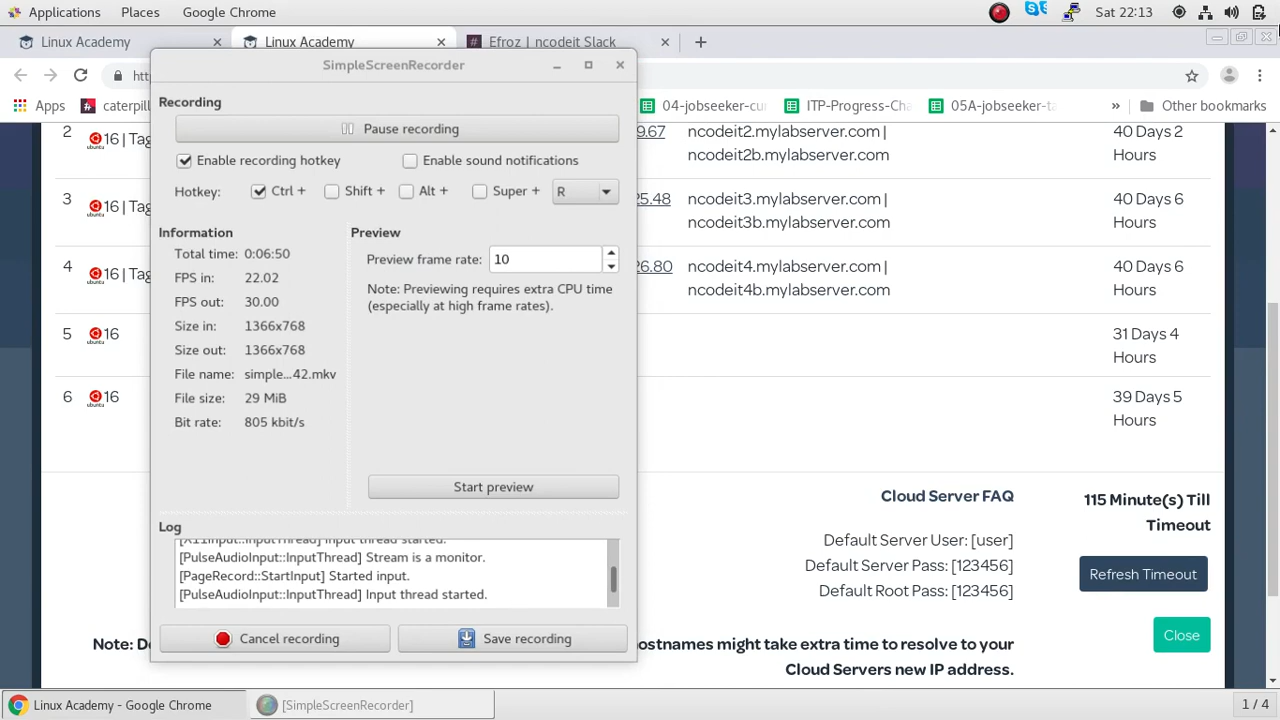 Applications Places Google Chrome Sat 22:13
Linux Academy × Linux Academy × Efroz | ncodeit Slack ×
Apps 04-jobseeker-cur ITP-Progress-Cha 05A-jobseeker-ta » Other bookmarks
SimpleScreenRecorder
Recording
Pause recording
Enable recording hotkey Enable sound notifications
Hotkey: Ctrl + Shift + Alt + Super + R
Information
Total time: 0:06:50
FPS in: 22.02
FPS out: 30.00
Size in: 1366x768
Size out: 1366x768
File name: simple...42.mkv
File size: 29 MiB
Bit rate: 805 kbit/s
Preview
Preview frame rate: 10
Note: Previewing requires extra CPU time
(especially at high frame rates).
Start preview
Log
[X11Input::InputThread] Input thread started.
[PulseAudioInput::InputThread] Stream is a monitor.
[PageRecord::StartInput] Started input.
[PulseAudioInput::InputThread] Input thread started.
Cancel recording Save recording
2 16 | Tag 9.67 ncodeit2.mylabserver.com | 40 Days 2
ncodeit2b.mylabserver.com Hours
3 16 | Tag 25.48 ncodeit3.mylabserver.com | 40 Days 6
ncodeit3b.mylabserver.com Hours
4 16 | Tag 26.80 ncodeit4.mylabserver.com | 40 Days 6
ncodeit4b.mylabserver.com Hours
5 16 31 Days 4
Hours
6 16 39 Days 5
Hours
Cloud Server FAQ
Default Server User: [user]
Default Server Pass: [123456]
Default Root Pass: [123456]
115 Minute(s) Till
Timeout
Refresh Timeout
Close
Note: ostnames might take extra time to resolve to your
Cloud Servers new IP address.
Linux Academy - Google Chrome [SimpleScreenRecorder] 1 / 4